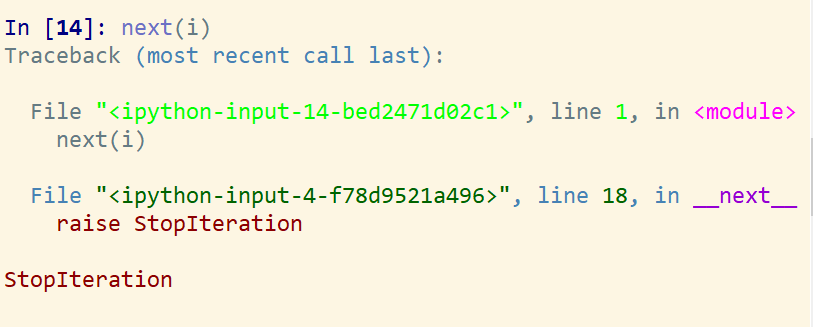 In [14]: next(i)
Traceback (most recent call last):
File "<ipython-input-14-bed2471d02c1>", line 1, in <module>
next(i)
File "<ipython-input-4-f78d9521a496>", line 18, in __next__
raise StopIteration
StopIteration